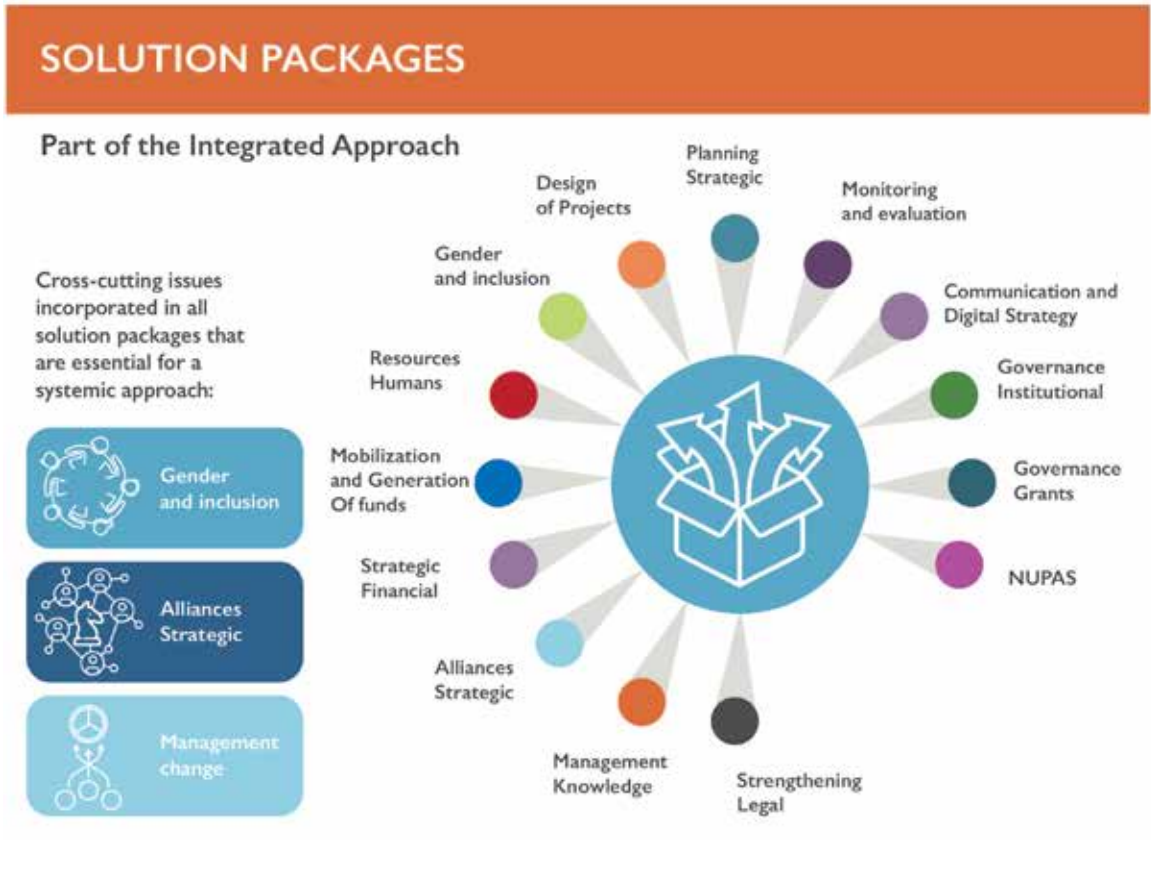 SOLUTION PACKAGES
Part of the Integrated Approach
Cross-cutting issues
incorporated in all
solution packages that
are essential for a
systemic approach:
Gender
and inclusion
Alliances
Strategic
Management
change
Planning
Strategic
Monitoring
and evaluation
Communication and
Digital Strategy
Governance
Institutional
Governance
Grants
NUPAS
Strengthening
Legal
Management
Knowledge
Alliances
Strategic
Strategic
Financial
Mobilization
and Generation
Of funds
Resources
Humans
Gender
and inclusion
Design
of Projects